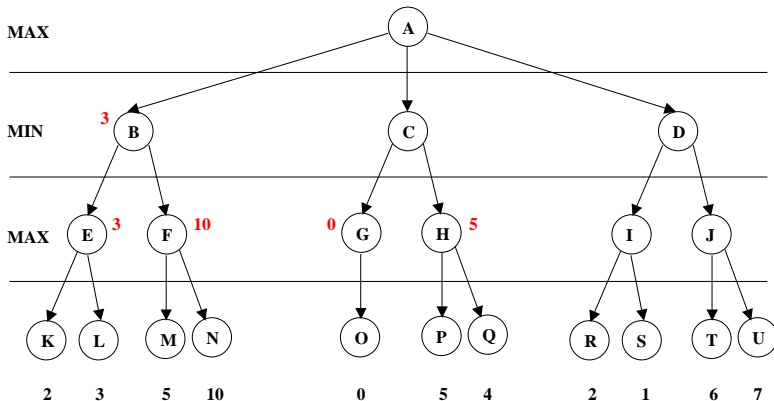 MAX A
MIN 3 B C D
MAX E 3 F 10 0 G H 5 I J
K L M N O P Q R S T U
2 3 5 10 0 5 4 2 1 6 7